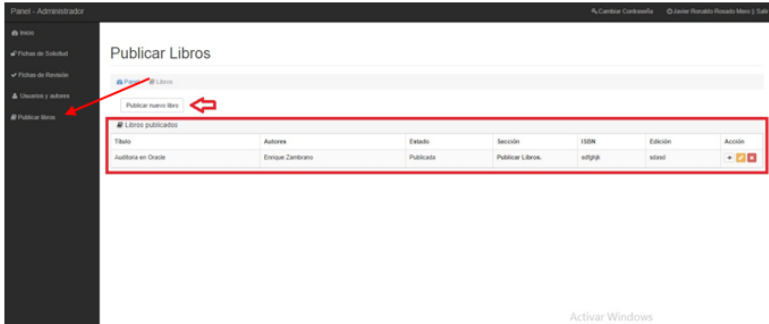 Panel - Administrador
Cambiar Contraseña
Javier Ronaldo Rosado Mero || Salir
Inicio
Fichas de Solicitud
Fichas de Revisión
Usuarios y autores
Publicar libros
Publicar Libros
Panel Libros
Publicar nuevo libro
Libros publicados
Título Autores Estado Sección ISBN Edición Acción
Auditoria en Oracle Enrique Zambrano Publicada Publicar Libros. sdfghjk sdasd
Activar Windows